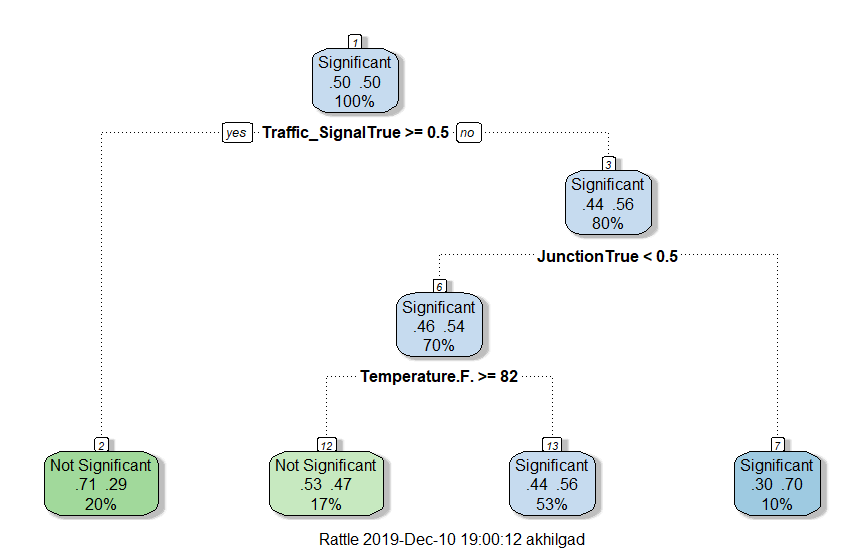 1
Significant
.50 .50
100%
yes Traffic_SignalTrue >= 0.5 no
3
Significant
.44 .56
80%
JunctionTrue < 0.5
6
Significant
.46 .54
70%
Temperature.F. >= 82
2
Not Significant
.71 .29
20%
12
Not Significant
.53 .47
17%
13
Significant
.44 .56
53%
7
Significant
.30 .70
10%
Rattle 2019-Dec-10 19:00:12 akhilgad